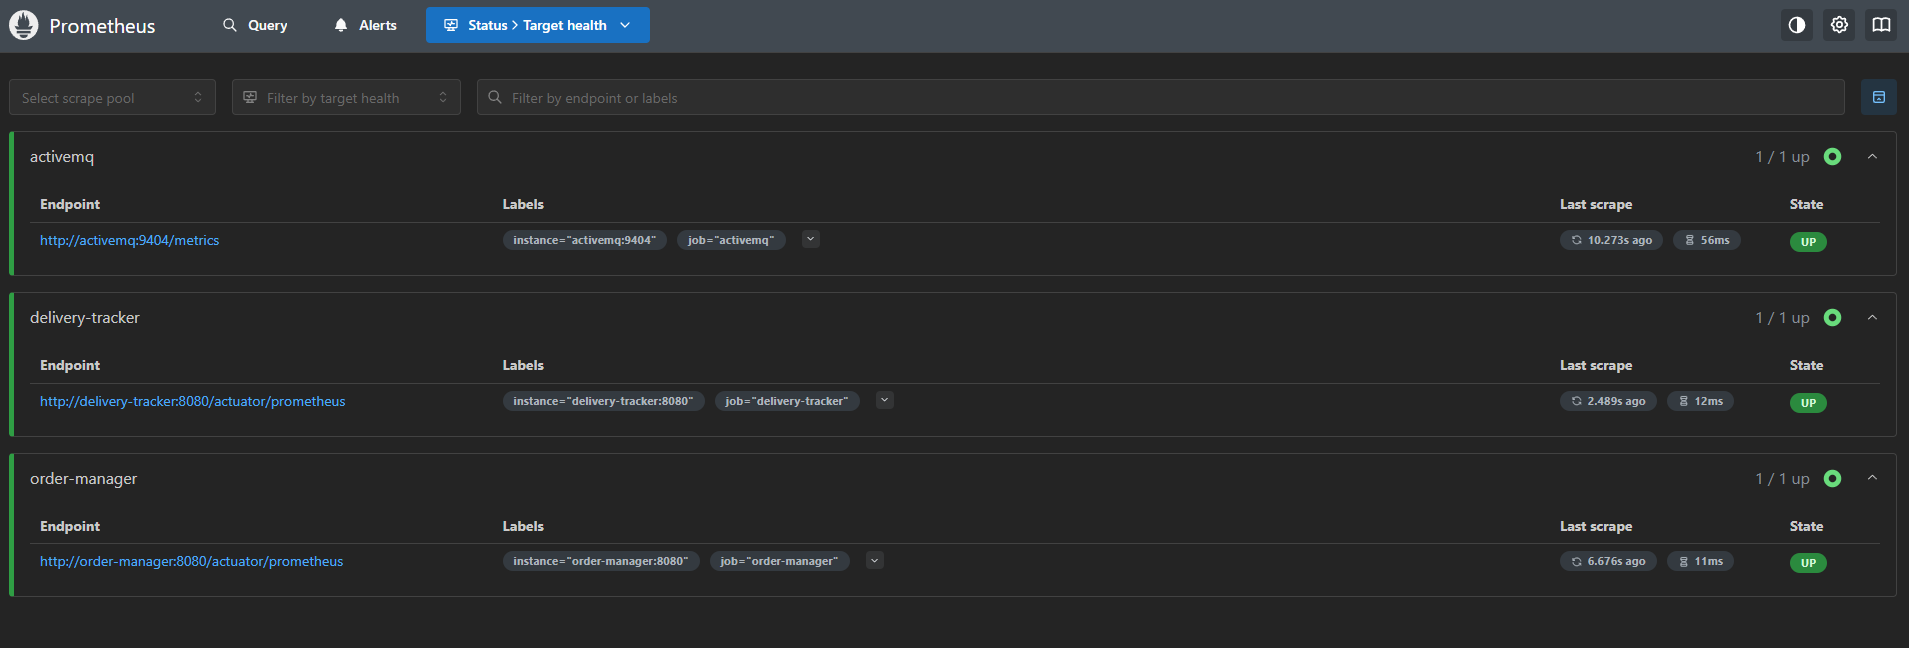 Prometheus Query Alerts Status > Target health
Select scrape pool Filter by target health Filter by endpoint or labels
activemq 1 / 1 up
Endpoint Labels Last scrape State
http://activemq:9404/metrics instance="activemq:9404" job="activemq" 10.273s ago 56ms UP
delivery-tracker 1 / 1 up
Endpoint Labels Last scrape State
http://delivery-tracker:8080/actuator/prometheus instance="delivery-tracker:8080" job="delivery-tracker" 2.489s ago 12ms UP
order-manager 1 / 1 up
Endpoint Labels Last scrape State
http://order-manager:8080/actuator/prometheus instance="order-manager:8080" job="order-manager" 6.676s ago 11ms UP